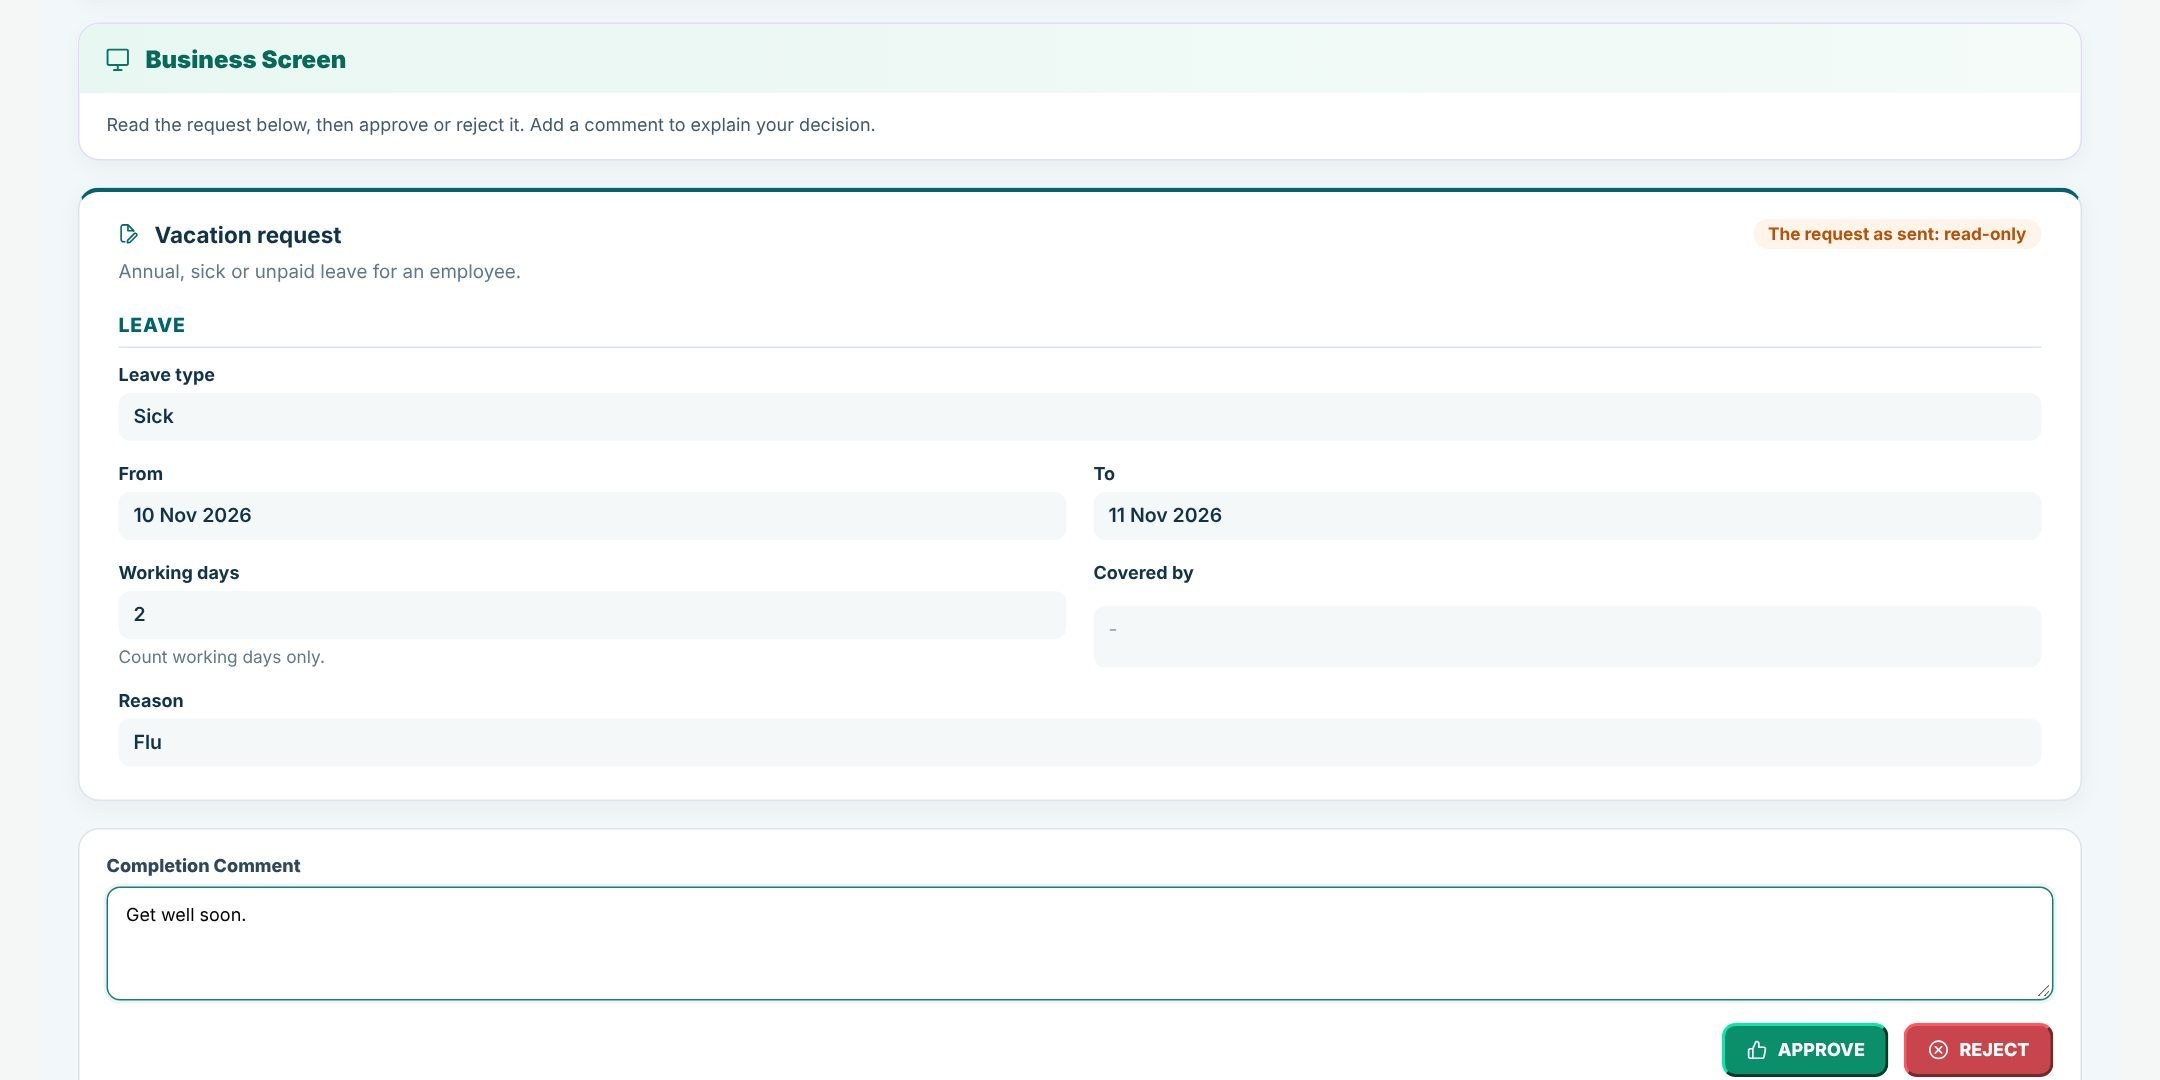 Business Screen
Read the request below, then approve or reject it. Add a comment to explain your decision.
Vacation request
The request as sent: read-only
Annual, sick or unpaid leave for an employee.
LEAVE
Leave type
Sick
From
To
10 Nov 2026
11 Nov 2026
Working days
Covered by
2
-
Count working days only.
Reason
Flu
Completion Comment
Get well soon.
APPROVE
REJECT